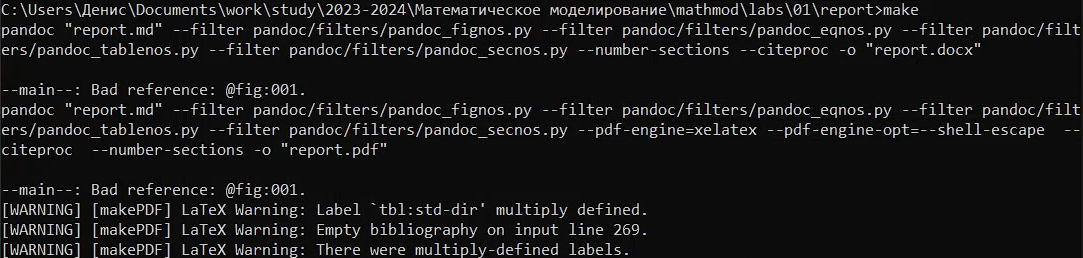 C:\Users\Денис\Documents\work\study\2023-2024\Математическое моделирование\mathmod\labs\01\report>make
pandoc "report.md" --filter pandoc/filters/pandoc_fignos.py --filter pandoc/filters/pandoc_eqnos.py --filter pandoc/filt
ers/pandoc_tablenos.py --filter pandoc/filters/pandoc_secnos.py --number-sections --citeproc -o "report.docx"
--main--: Bad reference: @fig:001.
pandoc "report.md" --filter pandoc/filters/pandoc_fignos.py --filter pandoc/filters/pandoc_eqnos.py --filter pandoc/filt
ers/pandoc_tablenos.py --filter pandoc/filters/pandoc_secnos.py --pdf-engine=xelatex --pdf-engine-opt=--shell-escape  --
citeproc  --number-sections -o "report.pdf"
--main--: Bad reference: @fig:001.
[WARNING] [makePDF] LaTeX Warning: Label `tbl:std-dir' multiply defined.
[WARNING] [makePDF] LaTeX Warning: Empty bibliography on input line 269.
[WARNING] [makePDF] LaTeX Warning: There were multiply-defined labels.